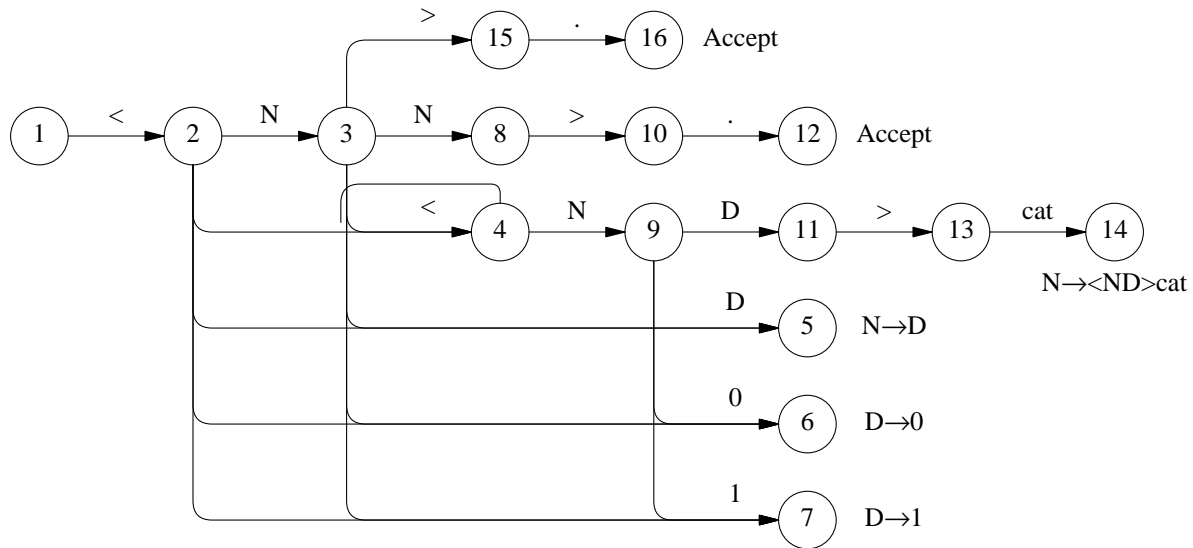 > .
15 16 Accept
< N N > .
1 2 3 8 10 12 Accept
< N D > cat
4 9 11 13 14
N→<ND>cat
D
5 N→D
0
6 D→0
1
7 D→1